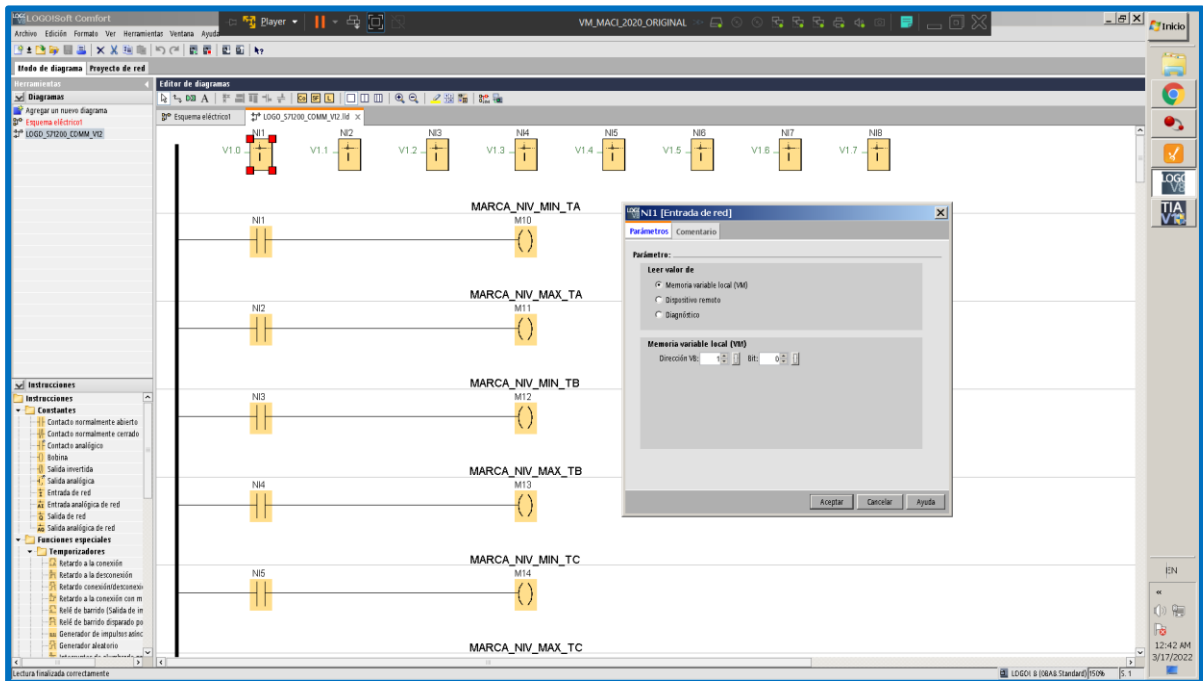 LOGO!Soft Comfort
Player
VM_MACI_2020_ORIGINAL
Archivo Edición Formato Ver Herramientas Ventana Ayuda
Inicio
Modo de diagrama Proyecto de red
Herramientas
Editor de diagramas
Diagramas
Agregar un nuevo diagrama
Esquema eléctrico1
LOGO_S71200_COMM_V12
Esquema eléctrico1
LOGO_S71200_COMM_V12.lld
NI1 NI2 NI3 NI4 NI5 NI6 NI7 NI8
V1.0 V1.1 V1.2 V1.3 V1.4 V1.5 V1.6 V1.7
MARCA_NIV_MIN_TA
NI1 M10
MARCA_NIV_MAX_TA
NI2 M11
MARCA_NIV_MIN_TB
NI3 M12
MARCA_NIV_MAX_TB
NI4 M13
MARCA_NIV_MIN_TC
NI5 M14
MARCA_NIV_MAX_TC
NI1 [Entrada de red]
Parámetros Comentario
Parámetro:
Leer valor de
Memoria variable local (VM)
Dispositivo remoto
Diagnóstico
Memoria variable local (VM)
Dirección VB: 1 Bit: 0
Aceptar Cancelar Ayuda
Instrucciones
Instrucciones
Constantes
Contacto normalmente abierto
Contacto normalmente cerrado
Contacto analógico
Bobina
Salida invertida
Salida analógica
Entrada de red
Entrada analógica de red
Salida de red
Salida analógica de red
Funciones especiales
Temporizadores
Retardo a la conexión
Retardo a la desconexión
Retardo conexión/desconexió
Retardo a la conexión con m
Relé de barrido (Salida de im
Relé de barrido disparado po
Generador de impulsos asínc
Generador aleatorio
LOGO
V8
TIA
EN
12:42 AM
3/17/2022
Lectura finalizada correctamente
LOGO! 8 (0BA8.Standard) 150% S. 1